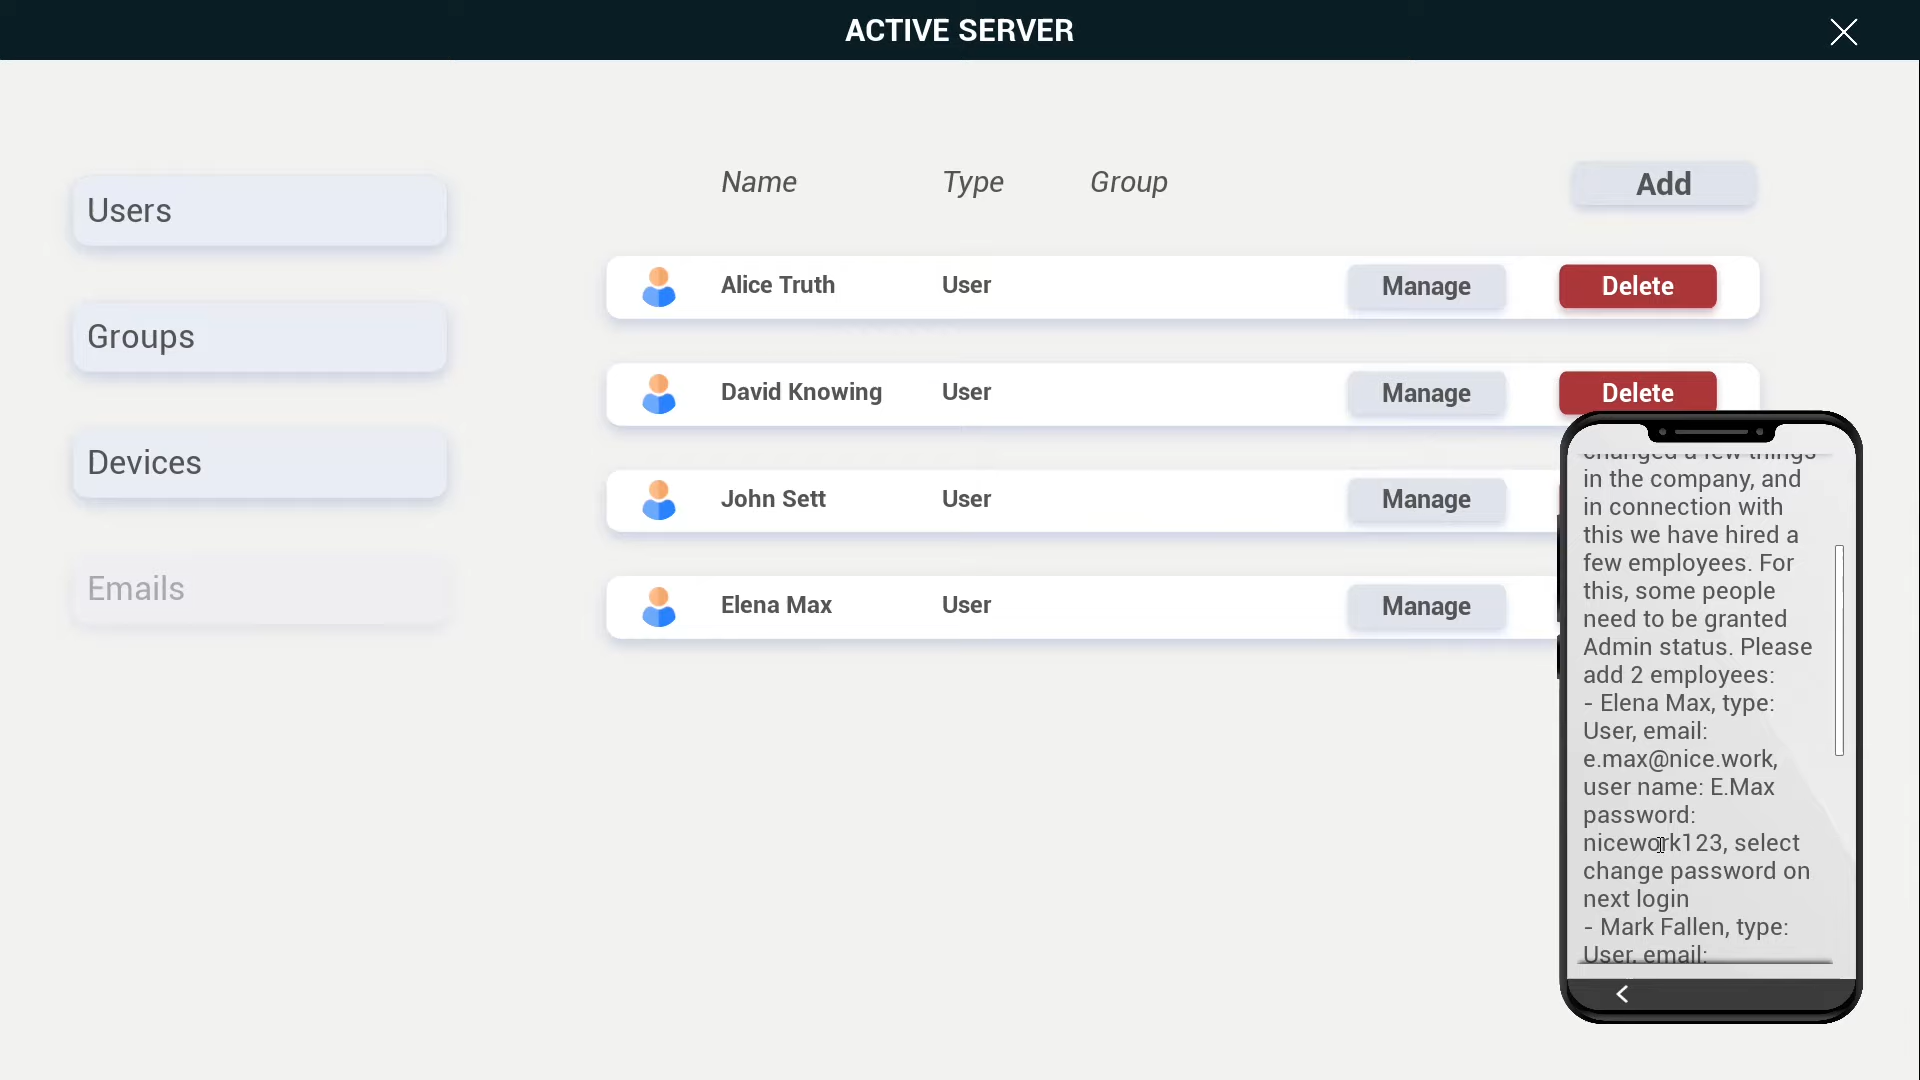 ACTIVE SERVER
Users
Groups
Devices
Emails
Name Type Group
Add
Alice Truth User Manage Delete
David Knowing User Manage Delete
John Sett User Manage
Elena Max User Manage
changed a few things
in the company, and
in connection with
this we have hired a
few employees. For
this, some people
need to be granted
Admin status. Please
add 2 employees:
- Elena Max, type:
User, email:
e.max@nice.work,
user name: E.Max
password:
nicework123, select
change password on
next login
- Mark Fallen, type:
User, email: